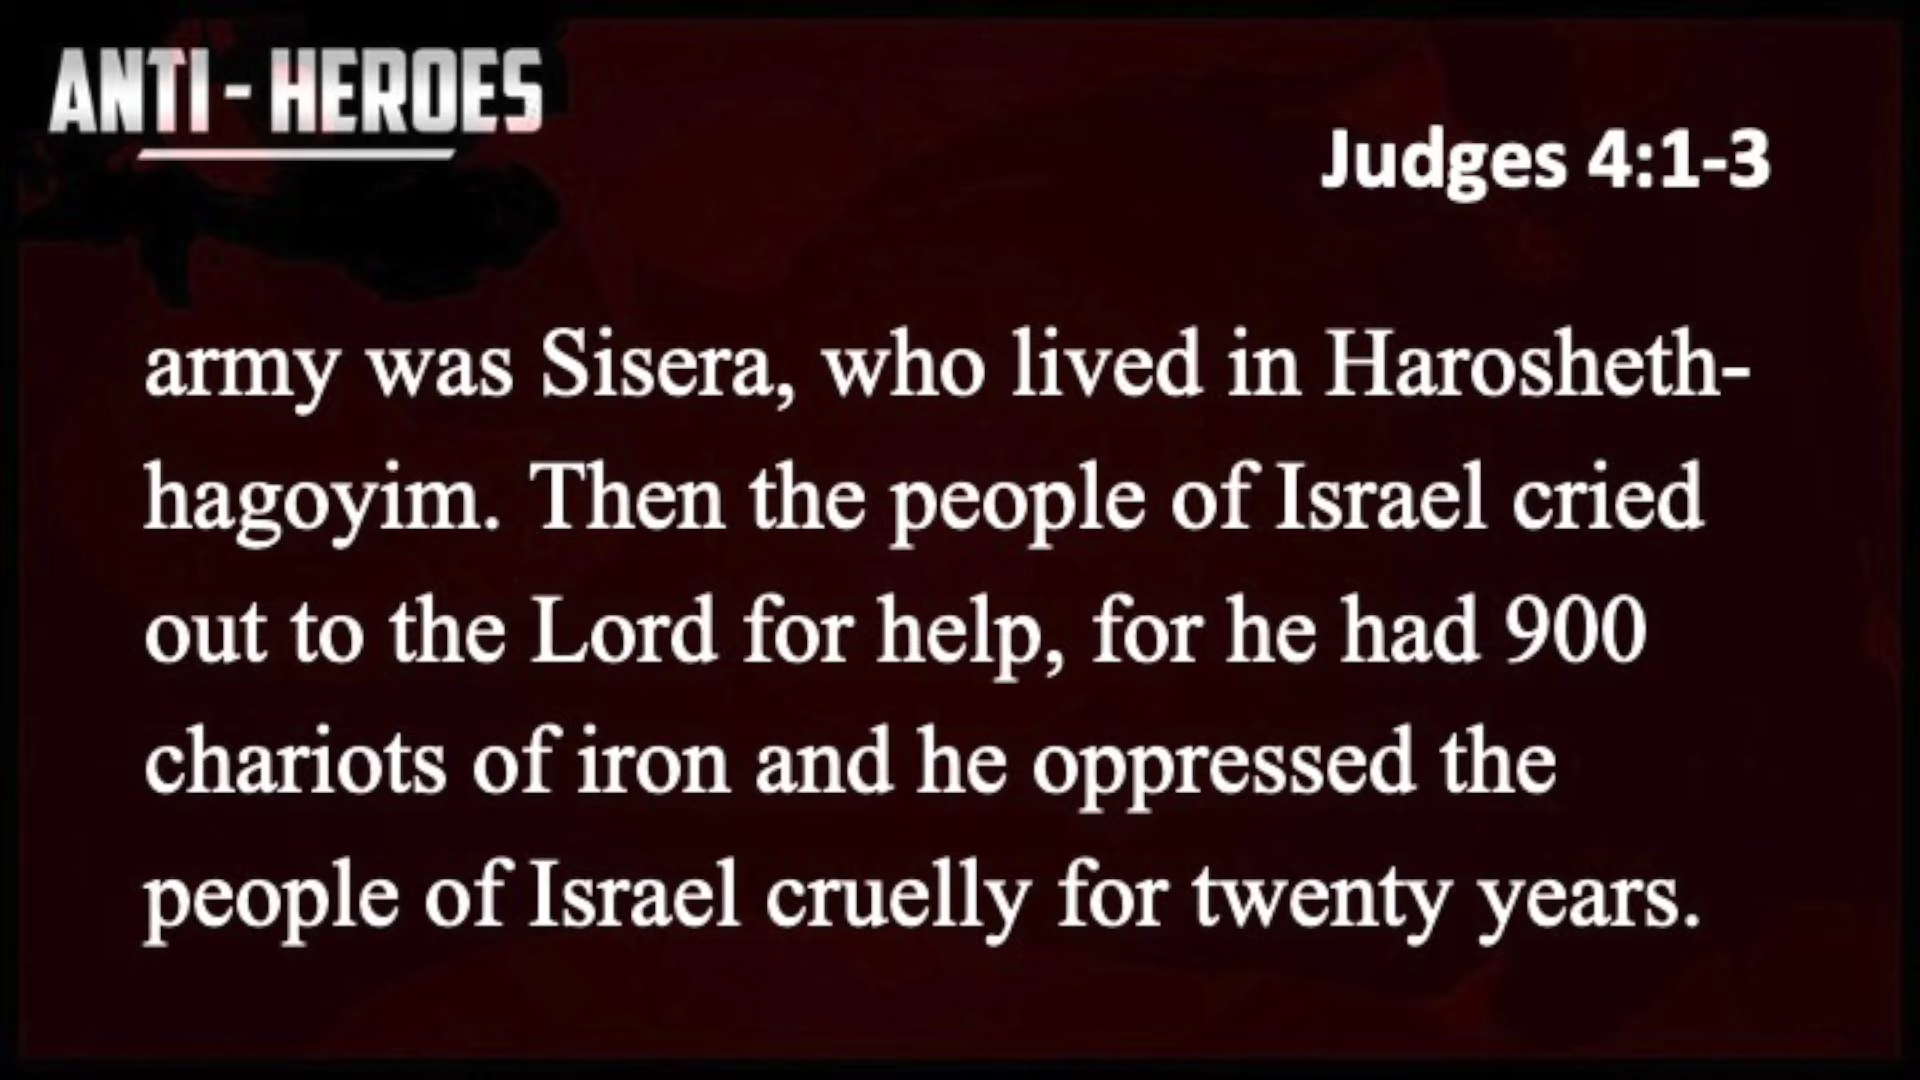 ANTI-HEROES
Judges 4:1-3
army was Sisera, who lived in Harosheth-
hagoyim. Then the people of Israel cried
out to the Lord for help, for he had 900
chariots of iron and he oppressed the
people of Israel cruelly for twenty years.